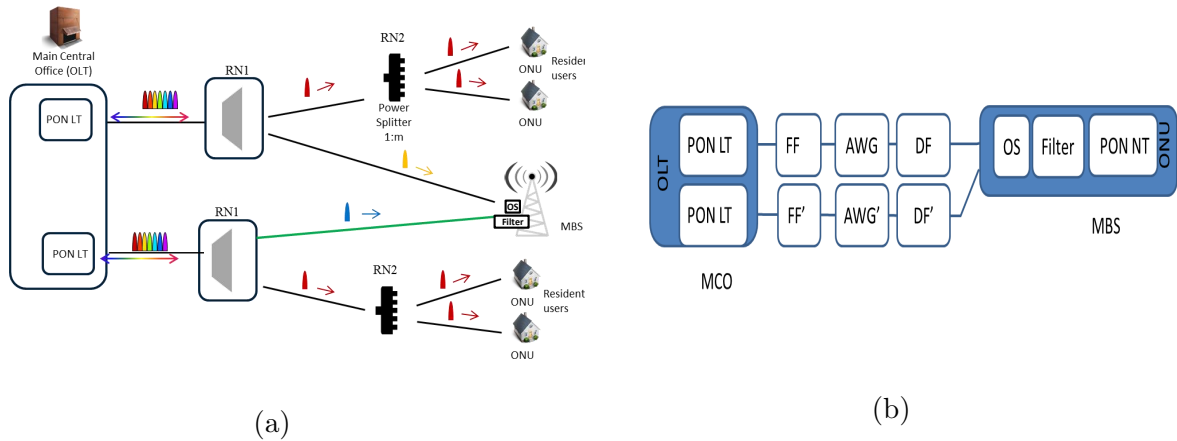 Main Central
Office (OLT)
PON LT
RN1
RN2
Power
Splitter
1:m
ONU
Resider
users
ONU
OS
Filter
MBS
PON LT
RN1
RN2
ONU
Resident
users
ONU
(a)
OLT
PON LT
FF
AWG
DF
OS
Filter
PON NT
ONU
PON LT
FF'
AWG'
DF'
MCO
MBS
(b)